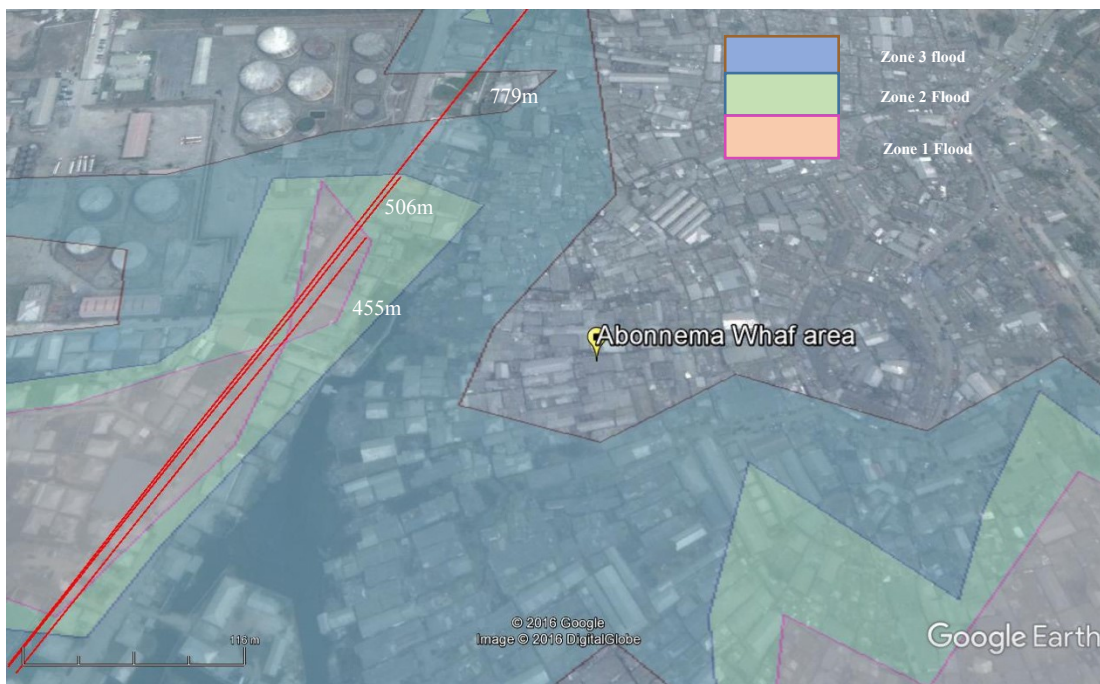 Zone 3 flood
Zone 2 Flood
Zone 1 Flood
779m
506m
455m
Abonnema Whaf area
116 m
© 2016 Google
Image © 2016 DigitalGlobe
Google Earth